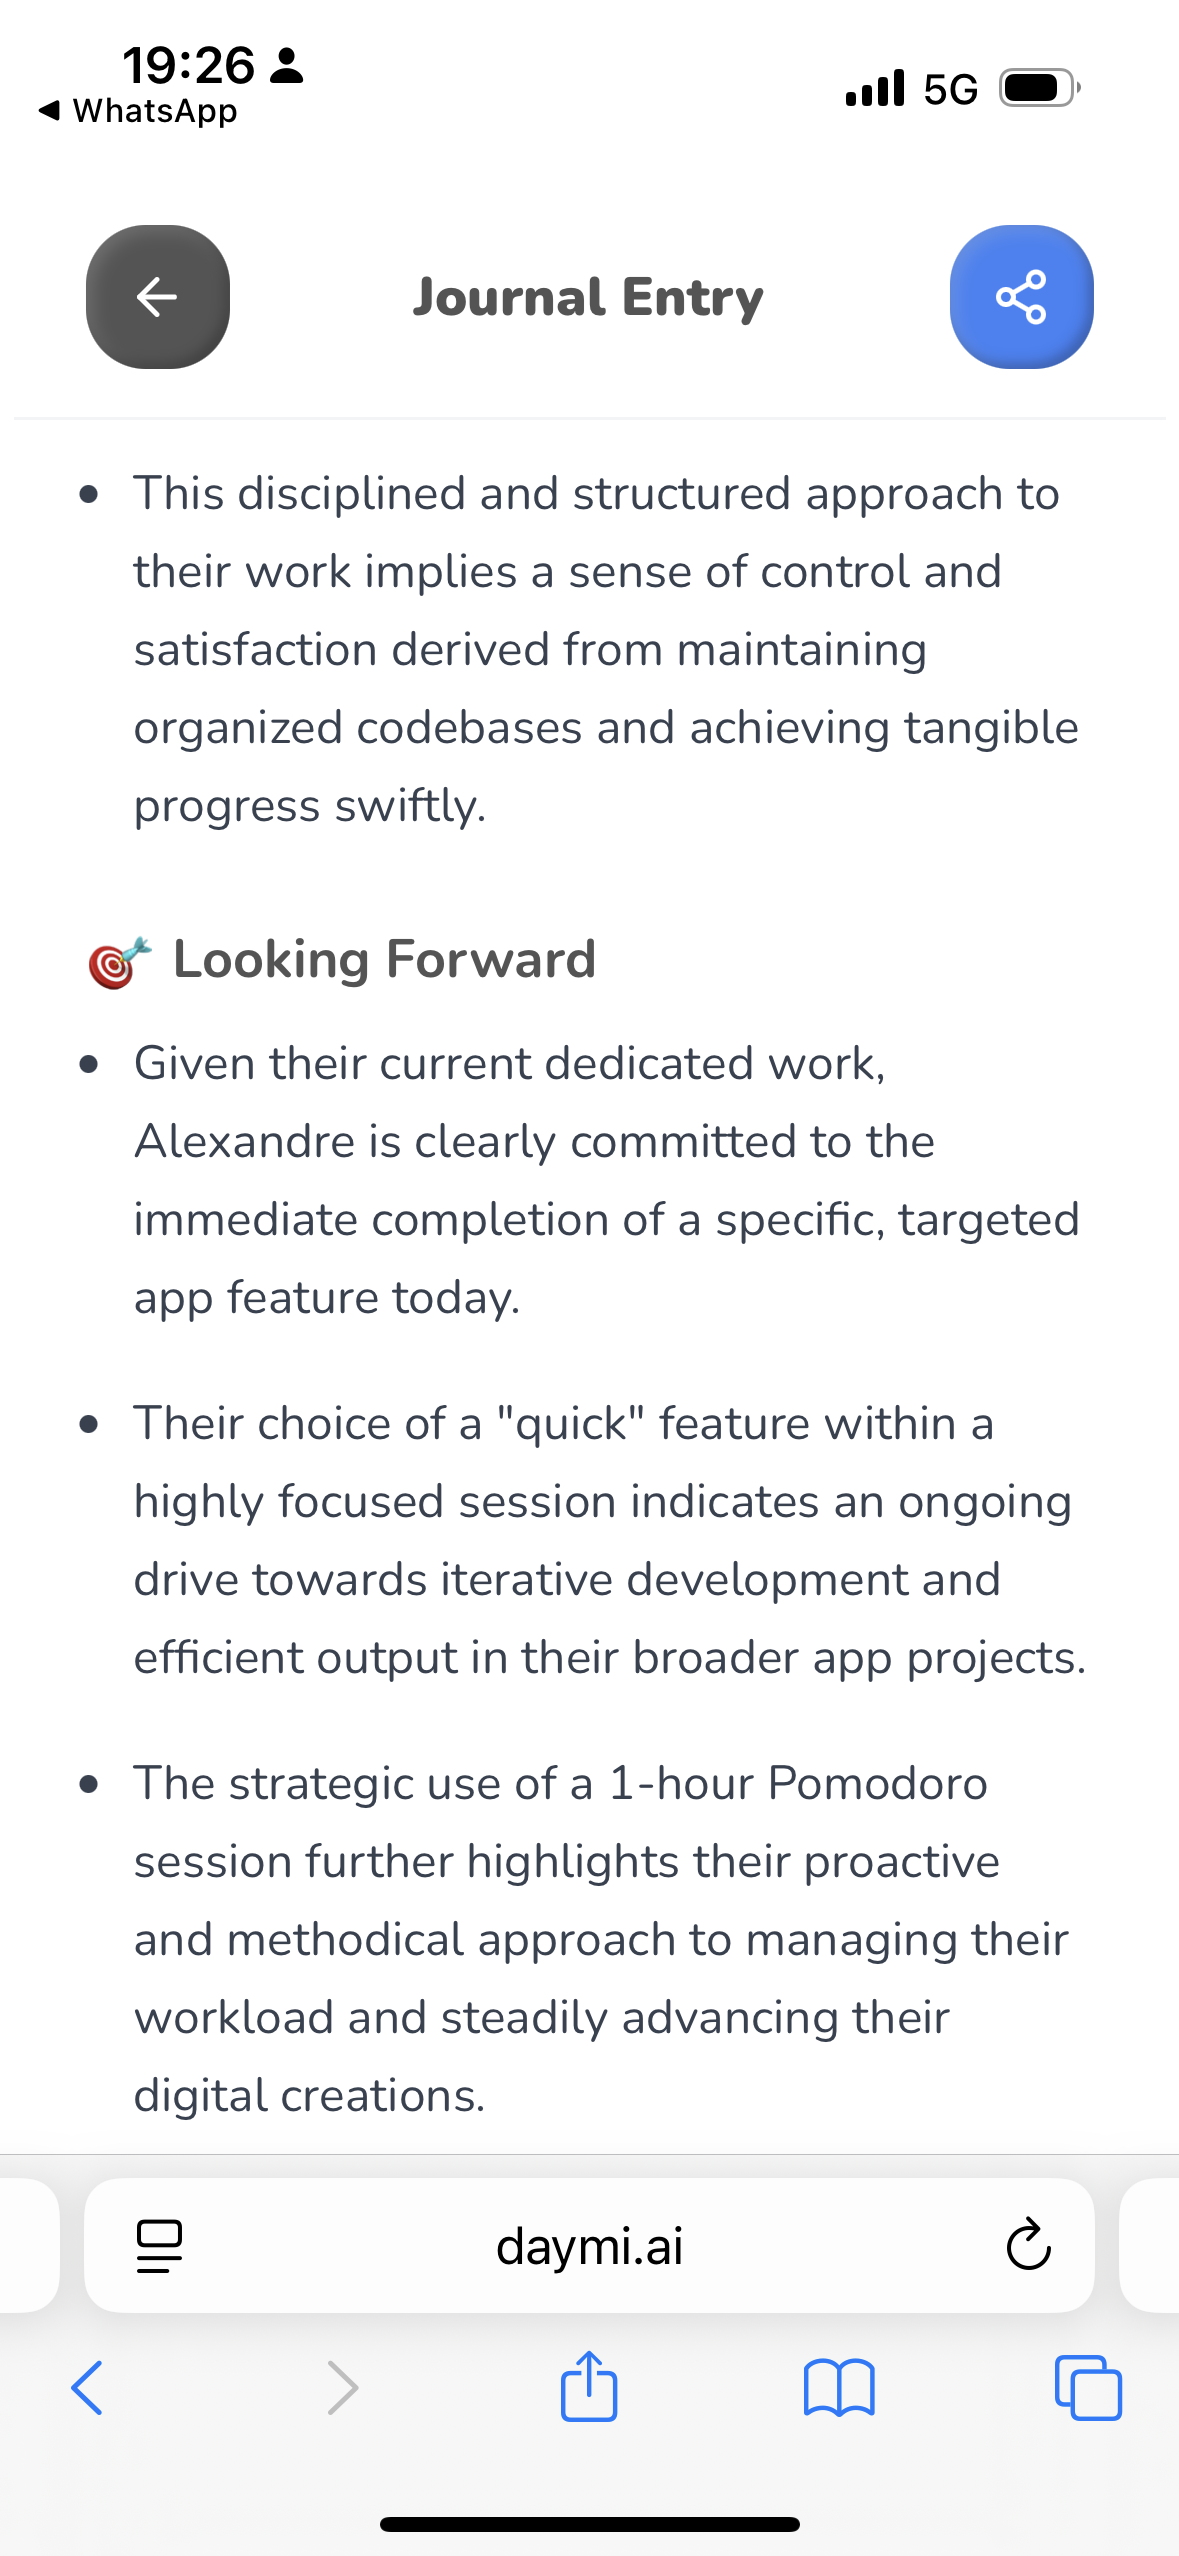 19:26
WhatsApp
5G
Journal Entry
This disciplined and structured approach to
their work implies a sense of control and
satisfaction derived from maintaining
organized codebases and achieving tangible
progress swiftly.
Looking Forward
Given their current dedicated work,
Alexandre is clearly committed to the
immediate completion of a specific, targeted
app feature today.
Their choice of a "quick" feature within a
highly focused session indicates an ongoing
drive towards iterative development and
efficient output in their broader app projects.
The strategic use of a 1-hour Pomodoro
session further highlights their proactive
and methodical approach to managing their
workload and steadily advancing their
digital creations.
daymi.ai